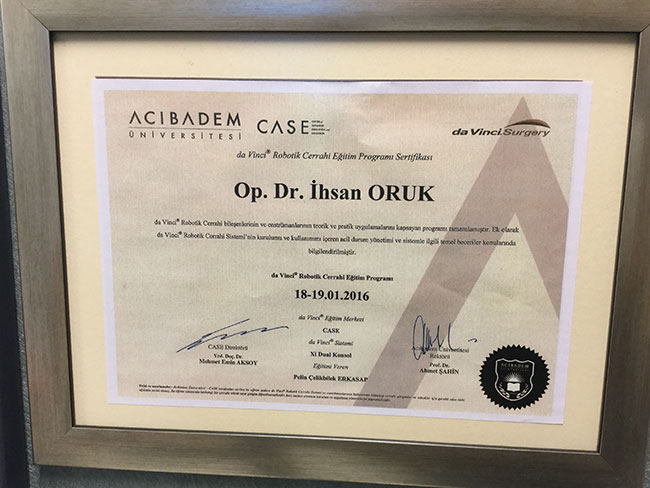 ACIBADEM
ÜNİVERSİTESİ
CASE
da Vinci.Surgery
da Vinci® Robotik Cerrahi Eğitim Programı Sertifikası
Op. Dr. İhsan ORUK
da Vinci® Robotik Cerrahi bileşenlerinin ve enstrümanlarının teorik ve pratik uygulamalarını kapsayan programı tamamlamıştır. Ek olarak
da Vinci® Robotik Cerrahi Sistemi'nin kurulumu ve kullanımını içeren acil durum yönetimi ve sistemle ilgili temel beceriler konularında
bilgilendirilmiştir.
da Vinci® Robotik Cerrahi Eğitim Programı
18-19.01.2016
da Vinci® Eğitim Merkezi
CASE
da Vinci® Sistemi
Xi Dual Konsol
Eğitimi Veren
Pelin Çelikbilek ERKASAP
CASE Direktörü
Yrd. Doç. Dr.
Mehmet Emin AKSOY
Üniversitesi
Rektörü
Prof. Dr.
Ahmet ŞAHİN
ACIBADEM